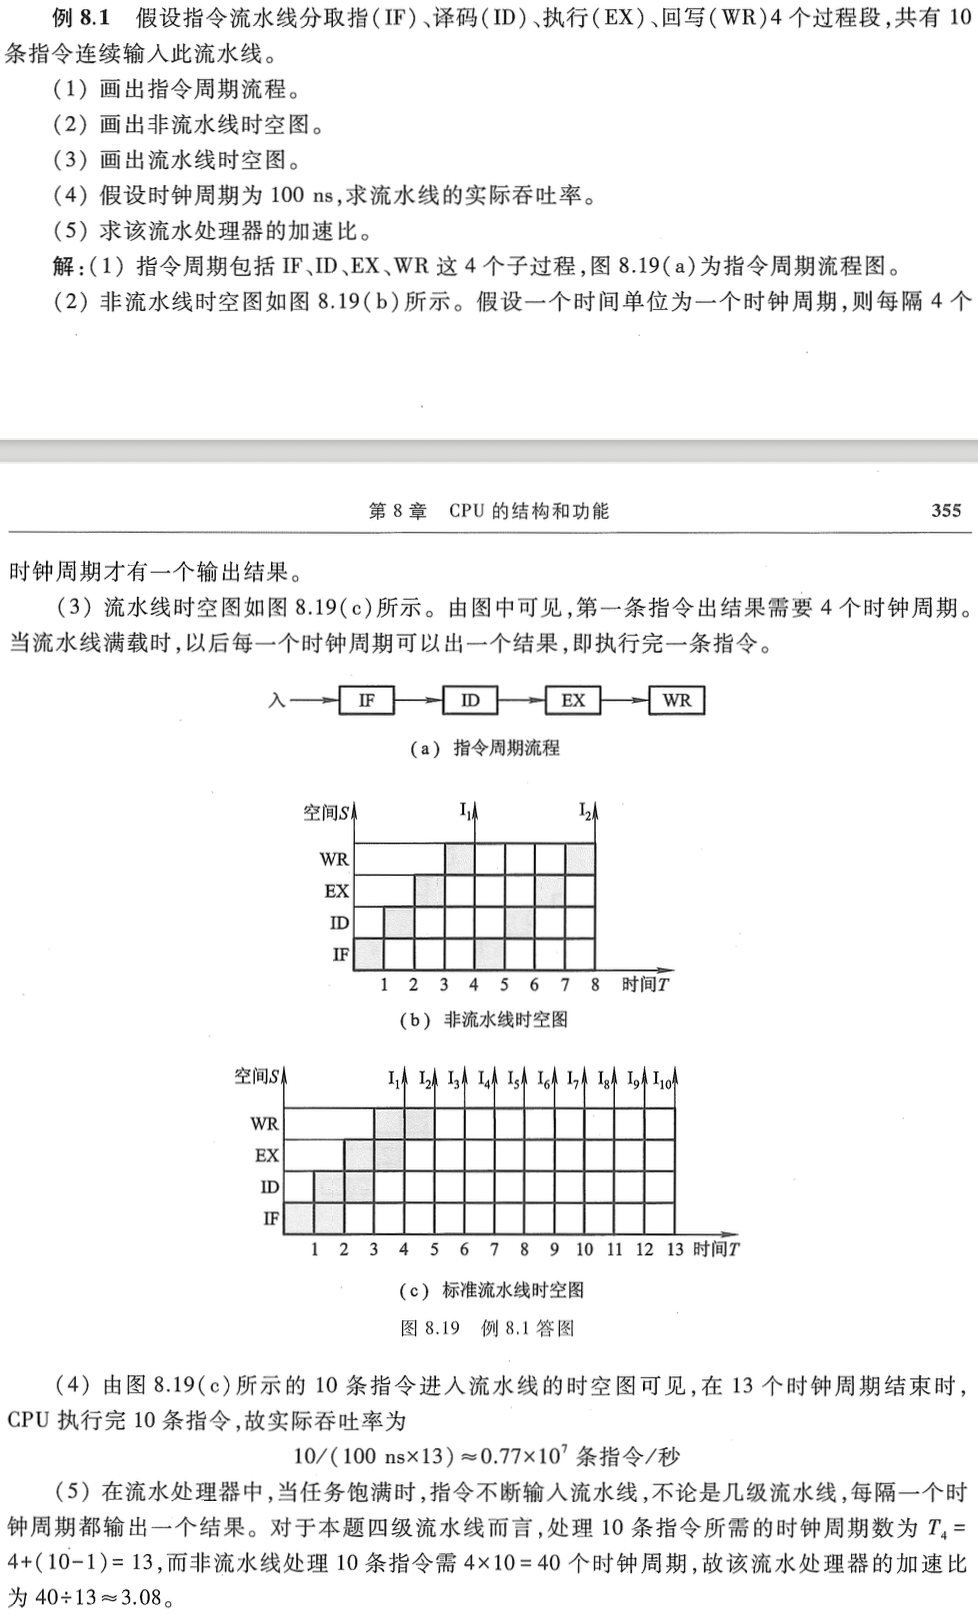 例 8.1 假设指令流水线分取指(IF)、译码(ID)、执行(EX)、回写(WR)4 个过程段,共有 10
条指令连续输入此流水线。
(1) 画出指令周期流程。
(2) 画出非流水线时空图。
(3) 画出流水线时空图。
(4) 假设时钟周期为 100 ns,求流水线的实际吞吐率。
(5) 求该流水处理器的加速比。
解:(1) 指令周期包括 IF、ID、EX、WR 这 4 个子过程,图 8.19(a)为指令周期流程图。
(2) 非流水线时空图如图 8.19(b)所示。假设一个时间单位为一个时钟周期,则每隔 4 个
第 8 章 CPU 的结构和功能 355
时钟周期才有一个输出结果。
(3) 流水线时空图如图 8.19(c)所示。由图中可见,第一条指令出结果需要 4 个时钟周期。
当流水线满载时,以后每一个时钟周期可以出一个结果,即执行完一条指令。
入 IF ID EX WR
(a) 指令周期流程
空间S I₁ I₂
WR
EX
ID
IF
1 2 3 4 5 6 7 8 时间T
(b) 非流水线时空图
空间S I₁ I₂ I₃ I₄ I₅ I₆ I₇ I₈ I₉ I₁₀
WR
EX
ID
IF
1 2 3 4 5 6 7 8 9 10 11 12 13 时间T
(c) 标准流水线时空图
图 8.19 例 8.1 答图
(4) 由图 8.19(c)所示的 10 条指令进入流水线的时空图可见,在 13 个时钟周期结束时,
CPU 执行完 10 条指令,故实际吞吐率为
10/(100 ns×13)≈0.77×10⁷ 条指令/秒
(5) 在流水处理器中,当任务饱满时,指令不断输入流水线,不论是几级流水线,每隔一个时
钟周期都输出一个结果。对于本题四级流水线而言,处理 10 条指令所需的时钟周期数为 T₄ =
4+(10-1)= 13,而非流水线处理 10 条指令需 4×10 = 40 个时钟周期,故该流水处理器的加速比
为 40÷13≈3.08。